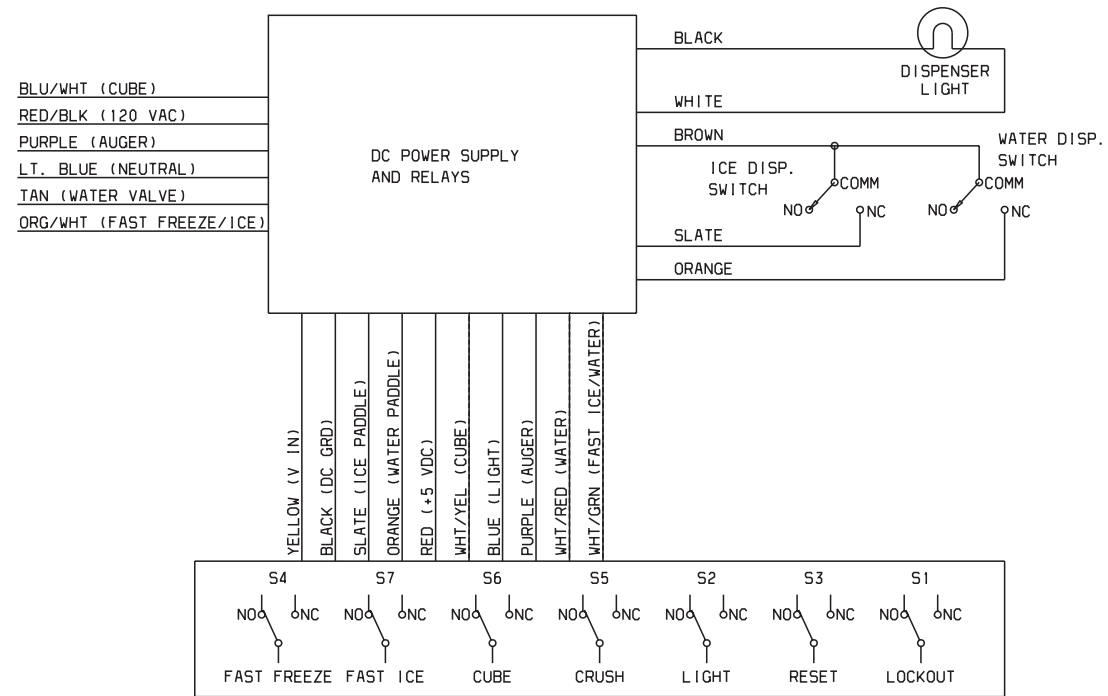 BLACK
DISPENSER
LIGHT
BLU/WHT (CUBE)
RED/BLK (120 VAC)
PURPLE (AUGER)
LT. BLUE (NEUTRAL)
TAN (WATER VALVE)
ORG/WHT (FAST FREEZE/ICE)
DC POWER SUPPLY
AND RELAYS
WHITE
BROWN
ICE DISP.
SWITCH
COMM
NO
NC
WATER DISP.
SWITCH
COMM
NO
NC
SLATE
ORANGE
YELLOW (V IN)
BLACK (DC GRD)
SLATE (ICE PADDLE)
ORANGE (WATER PADDLE)
RED (+5 VDC)
WHT/YEL (CUBE)
BLUE (LIGHT)
PURPLE (AUGER)
WHT/RED (WATER)
WHT/GRN (FAST ICE/WATER)
S4 S7 S6 S5 S2 S3 S1
NO NC NO NC NO NC NO NC NO NC NO NC NO NC
FAST FREEZE FAST ICE CUBE CRUSH LIGHT RESET LOCKOUT